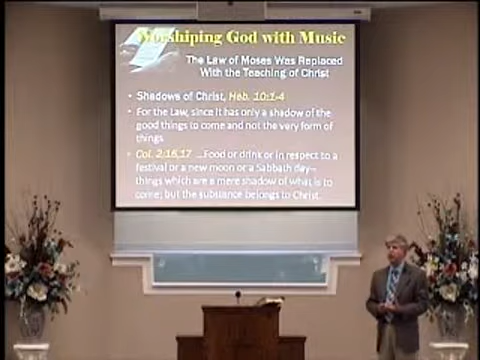 Worshiping God with Music
The Law of Moses Was Replaced
With the Teaching of Christ
• Shadows of Christ, Heb. 10:1-4
• For the Law, since it has only a shadow of the
good things to come and not the very form of
things
• Col. 2:16,17 ...Food or drink or in respect to a
festival or a new moon or a Sabbath day--
things which are a mere shadow of what is to
come; but the substance belongs to Christ.